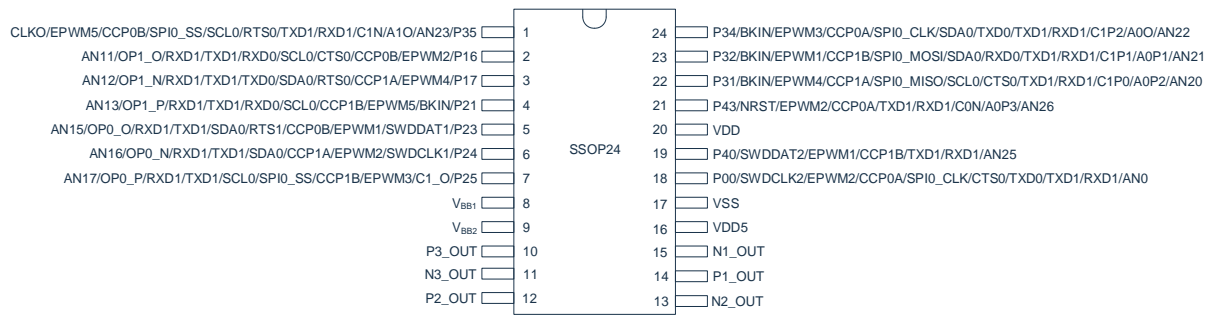 CLKO/EPWM5/CCP0B/SPI0_SS/SCL0/RTS0/TXD1/RXD1/C1N/A1O/AN23/P35 1
AN11/OP1_O/RXD1/TXD1/RXD0/SCL0/CTS0/CCP0B/EPWM2/P16 2
AN12/OP1_N/RXD1/TXD1/TXD0/SDA0/RTS0/CCP1A/EPWM4/P17 3
AN13/OP1_P/RXD1/TXD1/RXD0/SCL0/CCP1B/EPWM5/BKIN/P21 4
AN15/OP0_O/RXD1/TXD1/SDA0/RTS1/CCP0B/EPWM1/SWDDAT1/P23 5
AN16/OP0_N/RXD1/TXD1/SDA0/CCP1A/EPWM2/SWDCLK1/P24 6
AN17/OP0_P/RXD1/TXD1/SCL0/SPI0_SS/CCP1B/EPWM3/C1_O/P25 7
VBB1 8
VBB2 9
P3_OUT 10
N3_OUT 11
P2_OUT 12
SSOP24
24 P34/BKIN/EPWM3/CCP0A/SPI0_CLK/SDA0/TXD0/TXD1/RXD1/C1P2/A0O/AN22
23 P32/BKIN/EPWM1/CCP1B/SPI0_MOSI/SDA0/RXD0/TXD1/RXD1/C1P1/A0P1/AN21
22 P31/BKIN/EPWM4/CCP1A/SPI0_MISO/SCL0/CTS0/TXD1/RXD1/C1P0/A0P2/AN20
21 P43/NRST/EPWM2/CCP0A/TXD1/RXD1/C0N/A0P3/AN26
20 VDD
19 P40/SWDDAT2/EPWM1/CCP1B/TXD1/RXD1/AN25
18 P00/SWDCLK2/EPWM2/CCP0A/SPI0_CLK/CTS0/TXD0/TXD1/RXD1/AN0
17 VSS
16 VDD5
15 N1_OUT
14 P1_OUT
13 N2_OUT